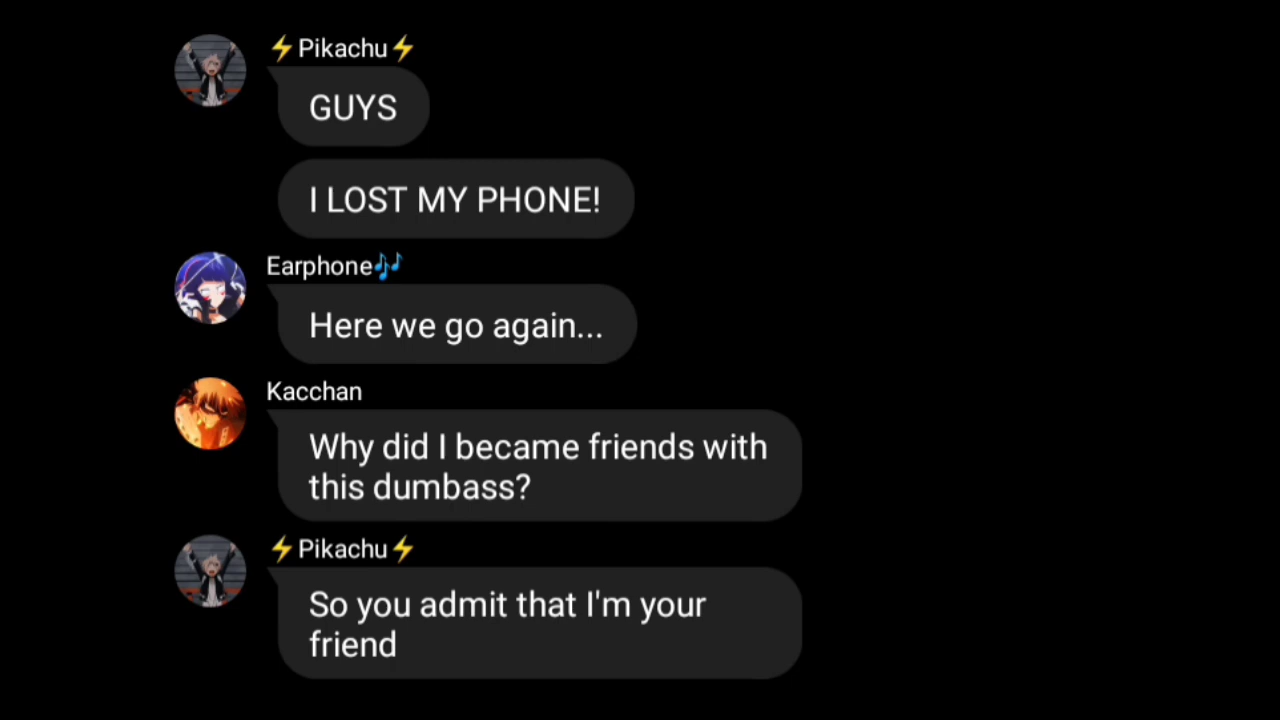 ⚡Pikachu⚡
GUYS
I LOST MY PHONE!
Earphone🎶
Here we go again...
Kacchan
Why did I became friends with
this dumbass?
⚡Pikachu⚡
So you admit that I'm your
friend